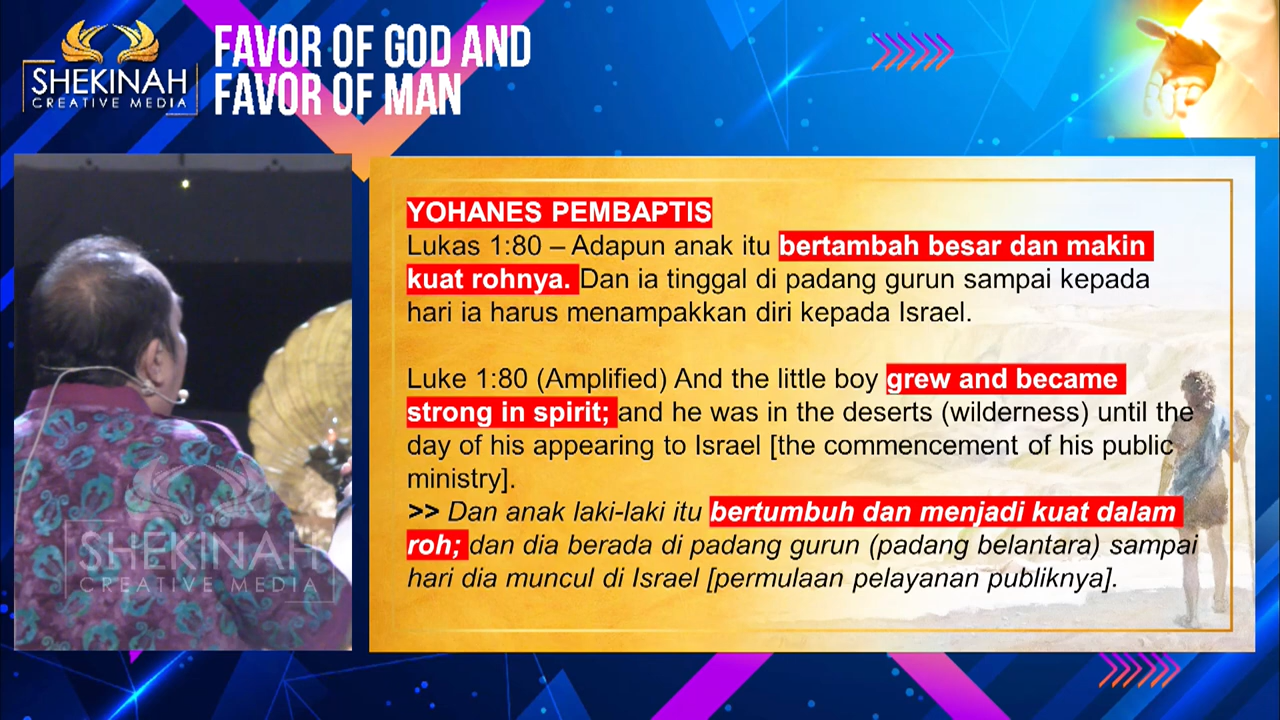 SHEKINAH
CREATIVE MEDIA
FAVOR OF GOD AND
FAVOR OF MAN
YOHANES PEMBAPTIS
Lukas 1:80 – Adapun anak itu bertambah besar dan makin
kuat rohnya. Dan ia tinggal di padang gurun sampai kepada
hari ia harus menampakkan diri kepada Israel.
Luke 1:80 (Amplified) And the little boy grew and became
strong in spirit; and he was in the deserts (wilderness) until the
day of his appearing to Israel [the commencement of his public
ministry].
>> Dan anak laki-laki itu bertumbuh dan menjadi kuat dalam
roh; dan dia berada di padang gurun (padang belantara) sampai
hari dia muncul di Israel [permulaan pelayanan publiknya].
SHEKINAH
CREATIVE MEDIA